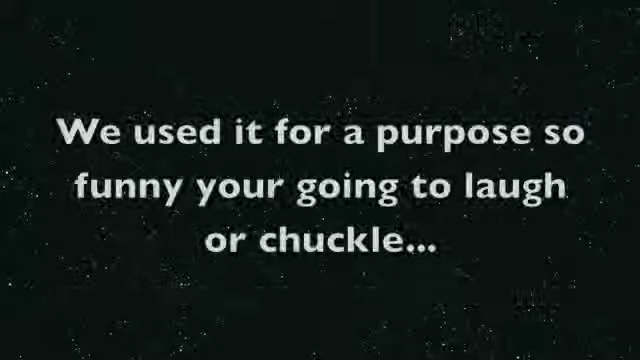 We used it for a purpose so
funny your going to laugh
or chuckle...